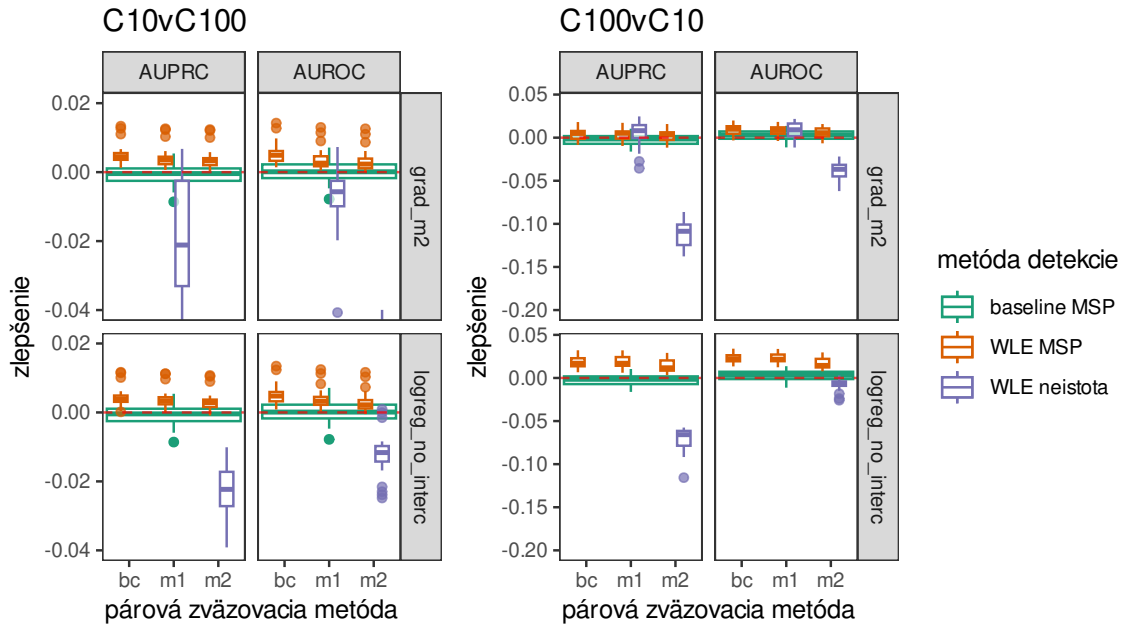 C10vC100
AUPRC
AUROC
0.02
0.00
-0.02
-0.04
grad_m2
0.02
0.00
-0.02
-0.04
logreg_no_interc
zlepšenie
bc
m1
m2
bc
m1
m2
párová zväzovacia metóda
C100vC10
AUPRC
AUROC
0.05
0.00
-0.05
-0.10
-0.15
-0.20
grad_m2
0.05
0.00
-0.05
-0.10
-0.15
-0.20
logreg_no_interc
zlepšenie
bc
m1
m2
bc
m1
m2
párová zväzovacia metóda
metóda detekcie
baseline MSP
WLE MSP
WLE neistota